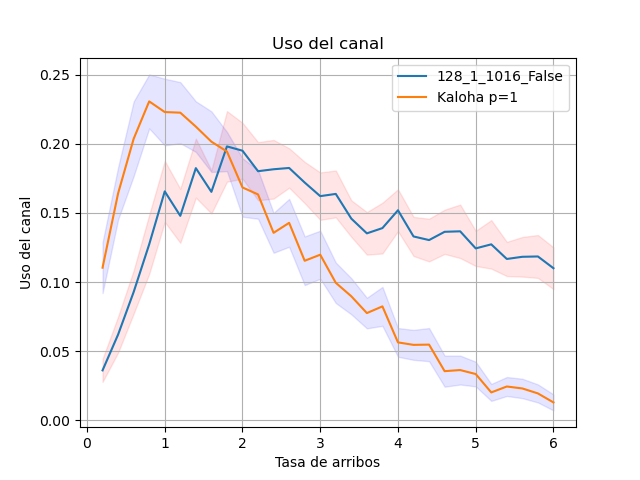 Uso del canal
128_1_1016_False
Kaloha p=1
Uso del canal
0.25
0.20
0.15
0.10
0.05
0.00
0 1 2 3 4 5 6
Tasa de arribos